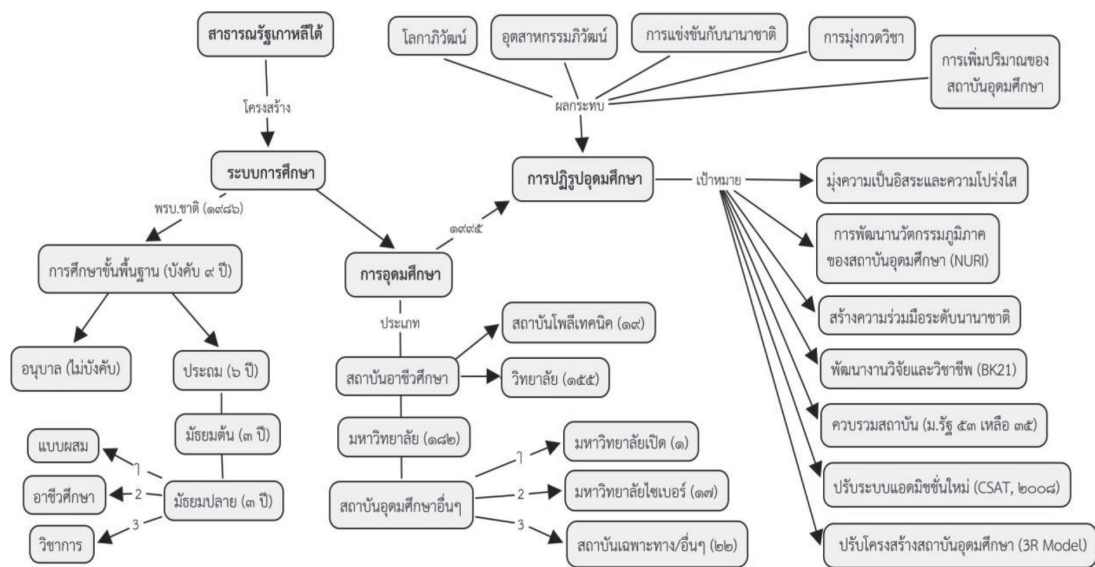 สาธารณรัฐเกาหลีใต้
โครงสร้าง
ระบบการศึกษา
พรบ.ชาติ (๑๙๘๖)
การศึกษาขั้นพื้นฐาน (บังคับ ๙ ปี)
อนุบาล (ไม่บังคับ)
ประถม (๖ ปี)
มัธยมต้น (๓ ปี)
มัธยมปลาย (๓ ปี)
ๅ
แบบผสม
2
อาชีวศึกษา
3
วิชาการ
การอุดมศึกษา
ประเภท
สถาบันอาชีวศึกษา
สถาบันโพลีเทคนิค (๑๙)
วิทยาลัย (๑๕๕)
มหาวิทยาลัย (๑๘๒)
สถาบันอุดมศึกษาอื่นๆ
ๅ
มหาวิทยาลัยเปิด (๑)
2
มหาวิทยาลัยไซเบอร์ (๑๗)
3
สถาบันเฉพาะทาง/อื่นๆ (๒๒)
๑๙๙๕
โลกาภิวัฒน์
อุตสาหกรรมภิวัฒน์
การแข่งขันกับนานาชาติ
การมุ่งกวดวิชา
การเพิ่มปริมาณของ
สถาบันอุดมศึกษา
ผลกระทบ
การปฏิรูปอุดมศึกษา
เป้าหมาย
มุ่งความเป็นอิสระและความโปร่งใส
การพัฒนานวัตกรรมภูมิภาค
ของสถาบันอุดมศึกษา (NURI)
สร้างความร่วมมือระดับนานาชาติ
พัฒนางานวิจัยและวิชาชีพ (BK21)
ควบรวมสถาบัน (ม.รัฐ ๕๓ เหลือ ๓๕)
ปรับระบบแอดมิชชั่นใหม่ (CSAT, ๒๐๐๘)
ปรับโครงสร้างสถาบันอุดมศึกษา (3R Model)